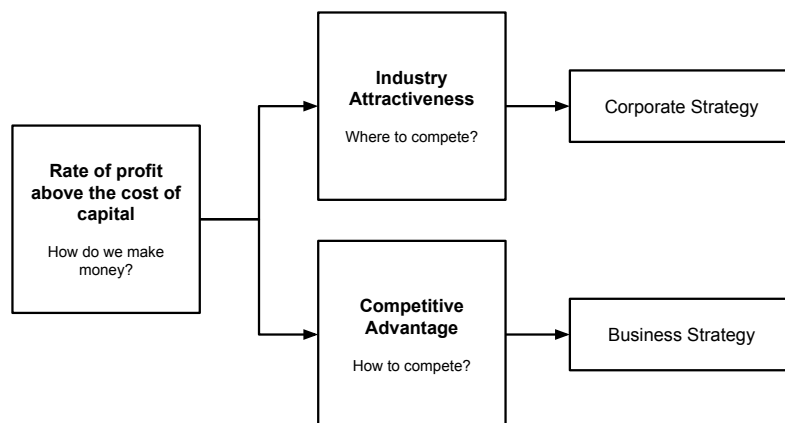 Rate of profit
above the cost of
capital
How do we make
money?
Industry
Attractiveness
Where to compete?
Corporate Strategy
Competitive
Advantage
How to compete?
Business Strategy